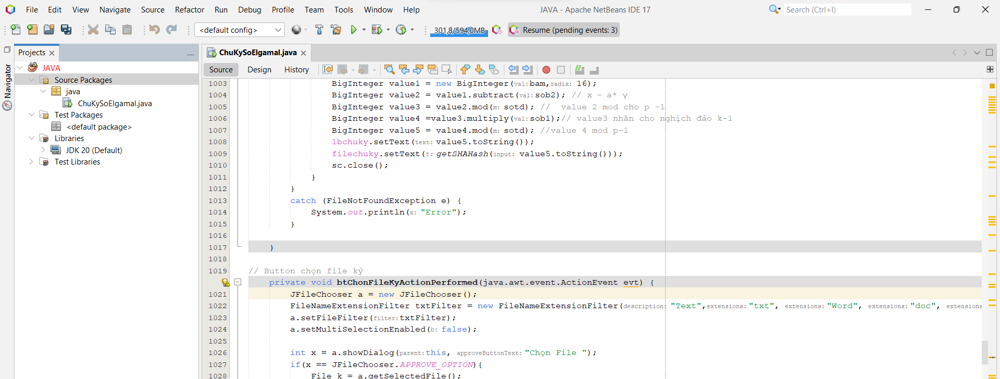 File Edit View Navigate Source Refactor Run Debug Profile Team Tools Window Help JAVA - Apache NetBeans IDE 17 Search (Ctrl+I)
<default config> 301,8/594,0MB Resume (pending events: 3)
Projects
Navigator
JAVA
Source Packages
java
ChuKySoElgamal.java
Test Packages
<default package>
Libraries
JDK 20 (Default)
Test Libraries
ChuKySoElgamal.java
Source Design History
1003 BigInteger value1 = new BigInteger(val: bam, radix: 16);
1004 BigInteger value2 = value1.subtract(val: sob2); // x - a* γ
1005 BigInteger value3 = value2.mod(m: sotd); // value 2 mod cho p -1
1006 BigInteger value4 =value3.multiply(val: sob1);// value3 nhân cho nghịch đảo k-1
1007 BigInteger value5 = value4.mod(m: sotd); //value 4 mod p-1
1008 lbchuky.setText(text: value5.toString());
1009 filechuky.setText(t: getSHAHash(input: value5.toString()));
1010 sc.close();
1011 }
1012 }
1013 catch (FileNotFoundException e) {
1014 System.out.println(x: "Error");
1015 }
1016
1017 }
1018
1019 // Button chọn file ký
private void btChonFileKyActionPerformed(java.awt.event.ActionEvent evt) {
1021 JFileChooser a = new JFileChooser();
1022 FileNameExtensionFilter txtFilter = new FileNameExtensionFilter(description: "Text",extensions: "txt", extensions: "Word", extensions: "doc", extensions
1023 a.setFileFilter(filter: txtFilter);
1024 a.setMultiSelectionEnabled(b: false);
1025
1026 int x = a.showDialog(parent: this, approveButtonText: "Chọn File ");
1027 if(x == JFileChooser.APPROVE_OPTION){
1028 File k = a.getSelectedFile();